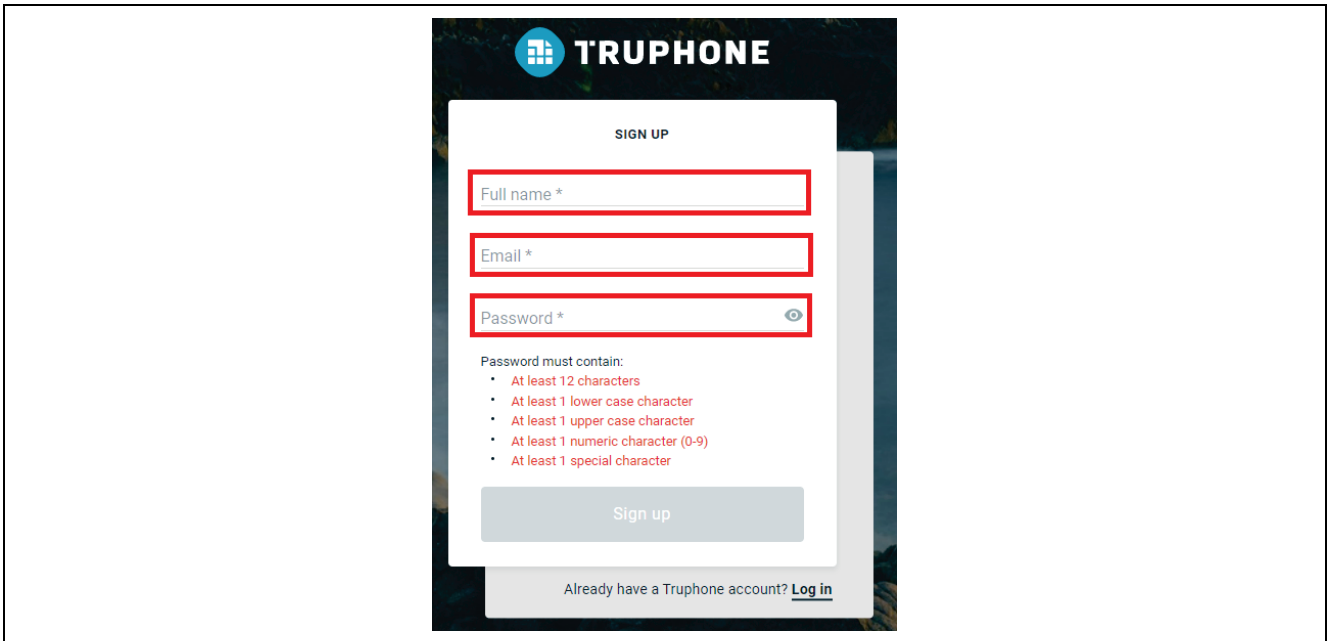 TRUPHONE
SIGN UP
Full name *
Email *
Password *
Password must contain:
• At least 12 characters
• At least 1 lower case character
• At least 1 upper case character
• At least 1 numeric character (0-9)
• At least 1 special character
Sign up
Already have a Truphone account? Log in